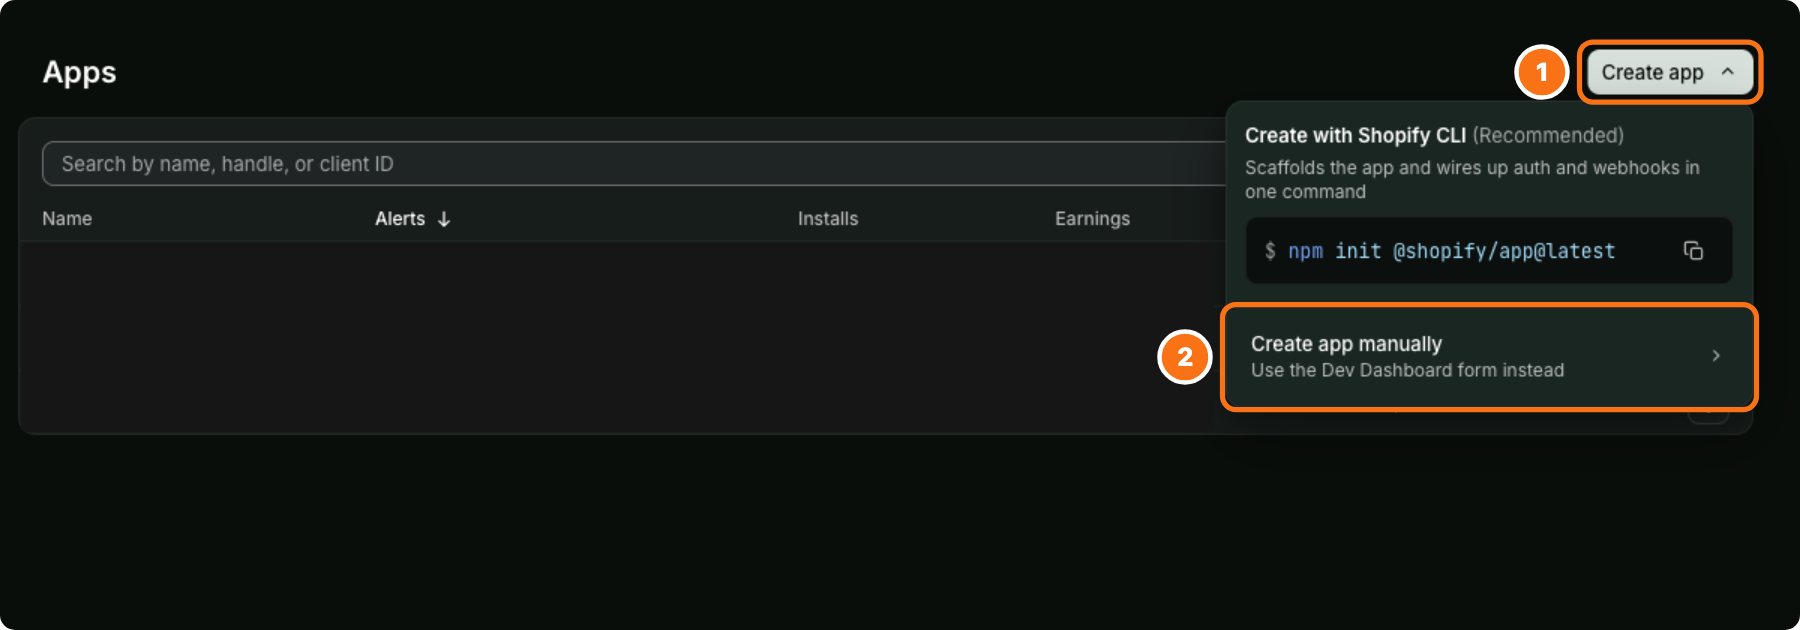 Apps
1
Create app
Search by name, handle, or client ID
Name
Alerts ↓
Installs
Earnings
Create with Shopify CLI (Recommended)
Scaffolds the app and wires up auth and webhooks in
one command
$ npm init @shopify/app@latest
2
Create app manually
Use the Dev Dashboard form instead